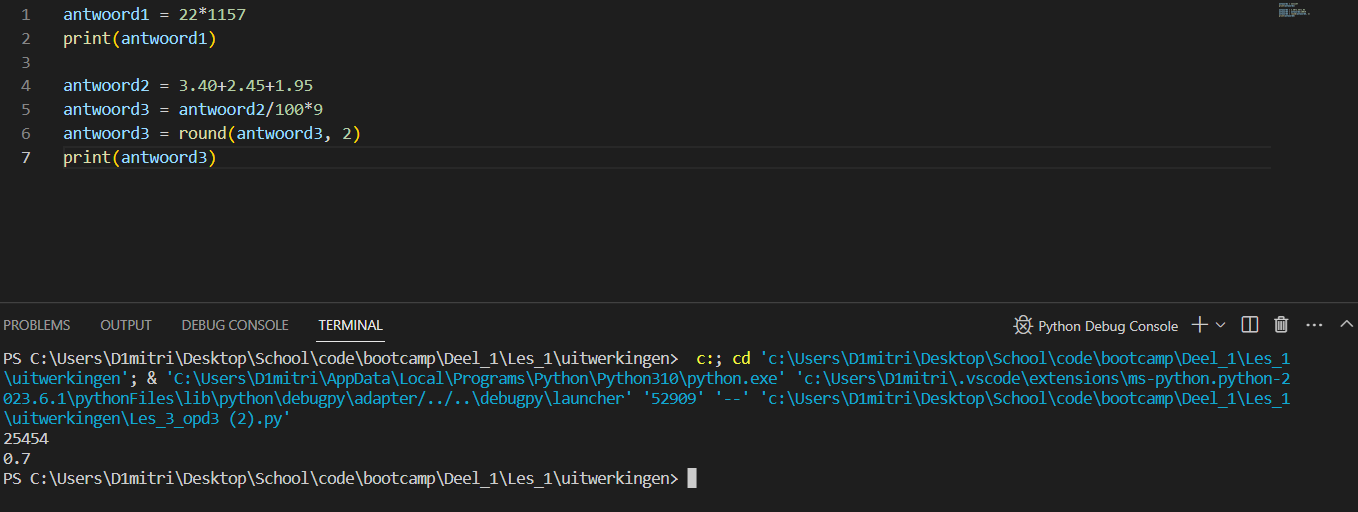 1 antwoord1 = 22*1157
2 print(antwoord1)
3
4 antwoord2 = 3.40+2.45+1.95
5 antwoord3 = antwoord2/100*9
6 antwoord3 = round(antwoord3, 2)
7 print(antwoord3)
PROBLEMS OUTPUT DEBUG CONSOLE TERMINAL Python Debug Console
PS C:\Users\D1mitri\Desktop\School\code\bootcamp\Deel_1\Les_1\uitwerkingen>  c:; cd 'c:\Users\D1mitri\Desktop\School\code\bootcamp\Deel_1\Les_1
\uitwerkingen'; & 'C:\Users\D1mitri\AppData\Local\Programs\Python\Python310\python.exe' 'c:\Users\D1mitri\.vscode\extensions\ms-python.python-2
023.6.1\pythonFiles\lib\python\debugpy\adapter/../..\debugpy\launcher' '52909' '--' 'c:\Users\D1mitri\Desktop\School\code\bootcamp\Deel_1\Les_1
\uitwerkingen\Les_3_opd3 (2).py'
25454
0.7
PS C:\Users\D1mitri\Desktop\School\code\bootcamp\Deel_1\Les_1\uitwerkingen>